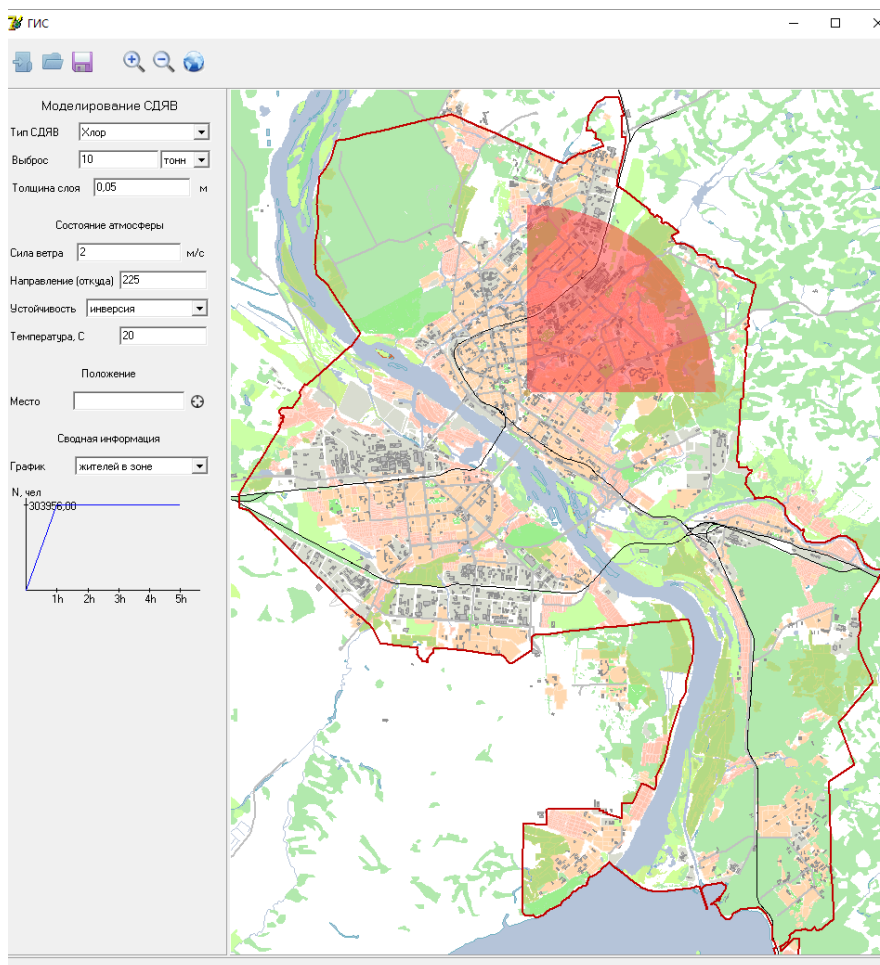 ГИС
Моделирование СДЯВ
Тип СДЯВ Хлор
Выброс 10 тонн
Толщина слоя 0,05 м
Состояние атмосферы
Сила ветра 2 м/с
Направление (откуда) 225
Устойчивость инверсия
Температура, С 20
Положение
Место
Сводная информация
График жителей в зоне
N, чел
303956,00
1h 2h 3h 4h 5h